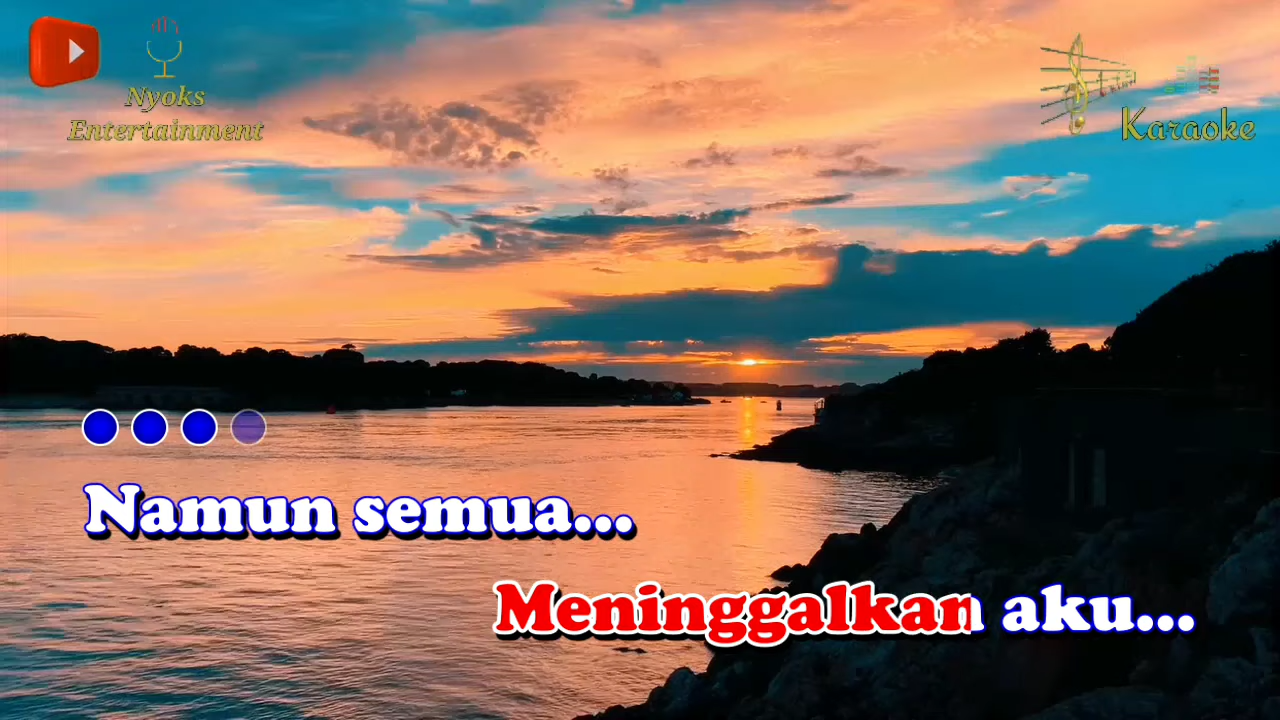 Nyoks
Entertainment
Karaoke
Namun semua...
Meninggalkan aku...